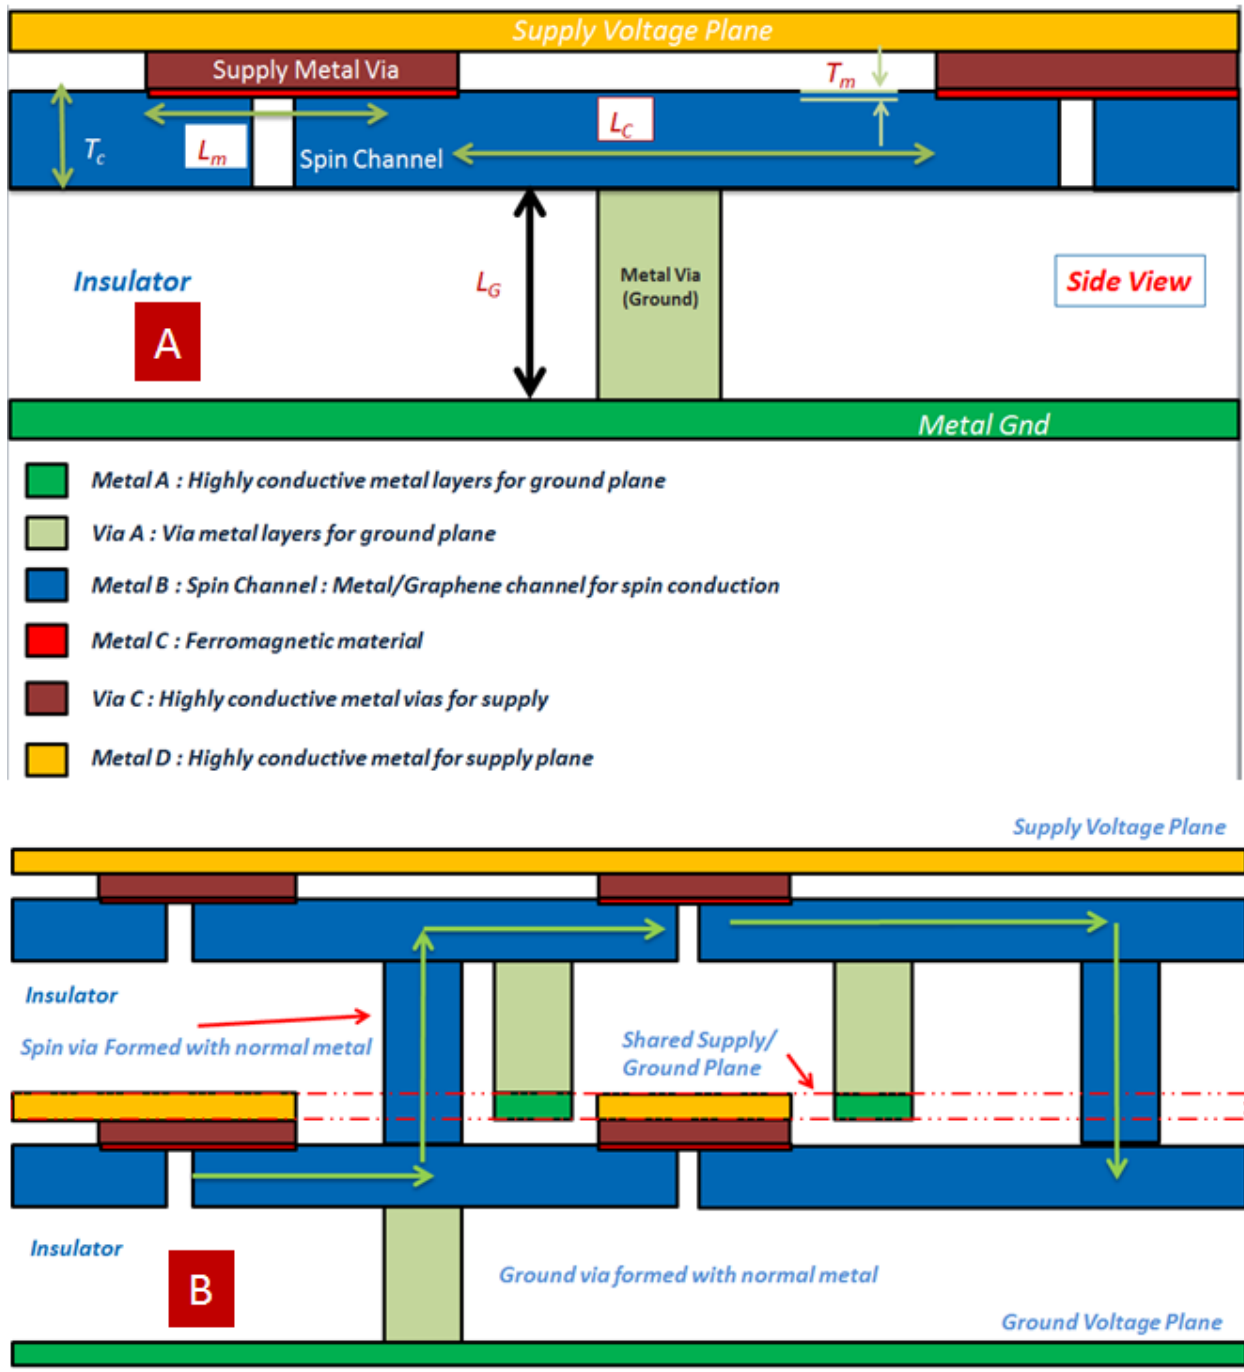 Supply Voltage Plane
Supply Metal Via
Tm
Tc
Lm
Spin Channel
LC
Insulator
LG
Metal Via
(Ground)
Side View
A
Metal Gnd
Metal A : Highly conductive metal layers for ground plane
Via A : Via metal layers for ground plane
Metal B : Spin Channel : Metal/Graphene channel for spin conduction
Metal C : Ferromagnetic material
Via C : Highly conductive metal vias for supply
Metal D : Highly conductive metal for supply plane
Supply Voltage Plane
Insulator
Spin via Formed with normal metal
Shared Supply/
Ground Plane
Insulator
B
Ground via formed with normal metal
Ground Voltage Plane